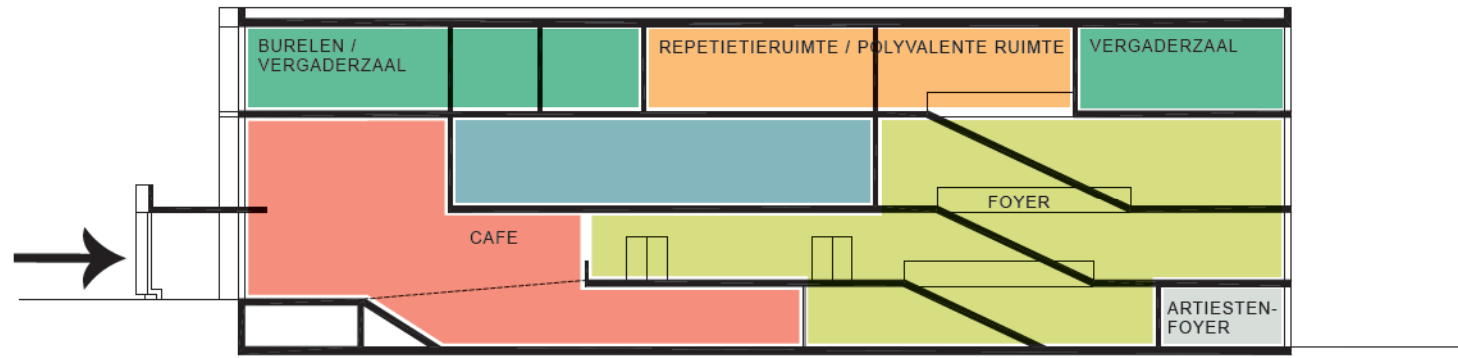 BURELEN /
VERGADERZAAL
REPETIETIERUIMTE / POLYVALENTE RUIMTE
VERGADERZAAL
FOYER
CAFE
ARTIESTEN-
FOYER